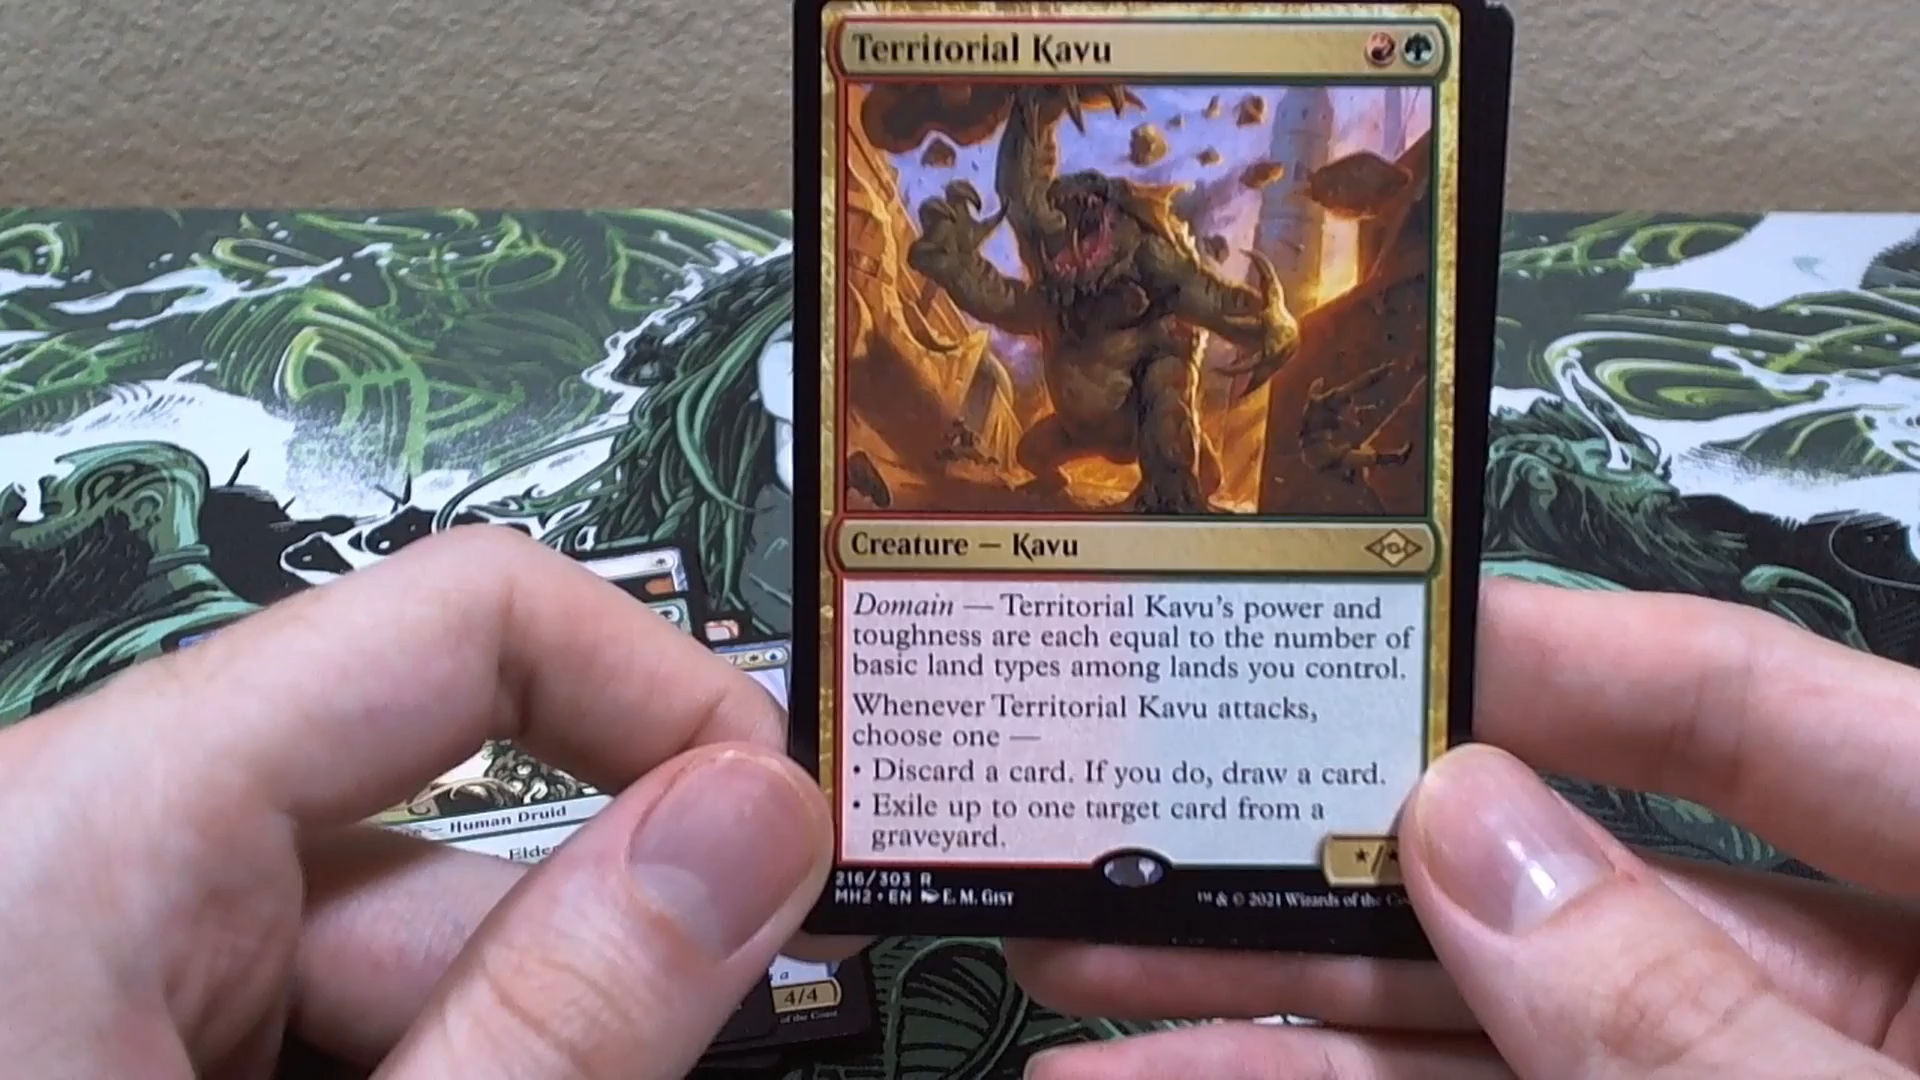 Territorial Kavu
Creature — Kavu
Domain — Territorial Kavu's power and
toughness are each equal to the number of
basic land types among lands you control.
Whenever Territorial Kavu attacks,
choose one —
• Discard a card. If you do, draw a card.
• Exile up to one target card from a
graveyard.
216/303 R
MH2 • EN E. M. Gist
™ & © 2021 Wizards of the
— Human Druid
a
4/4
of the Coast